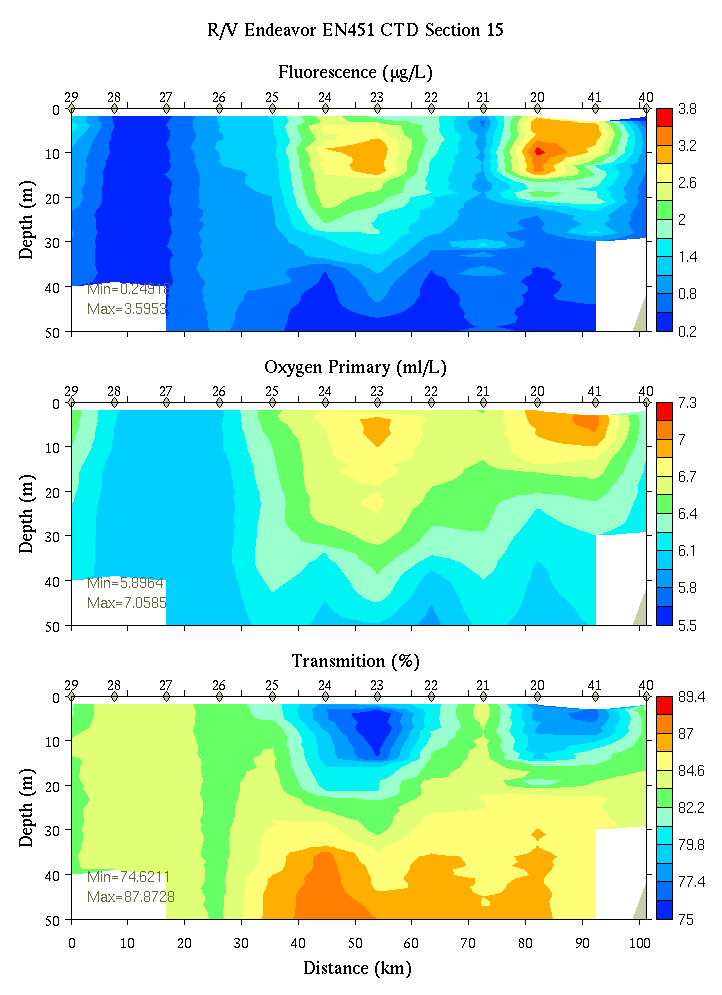 R/V Endeavor EN451 CTD Section 15
Fluorescence (µg/L)
29 28 27 26 25 24 23 22 21 20 41 40
0
10
20
30
40
50
Depth (m)
Min=0.24918
Max=3.5953
3.8
3.2
2.6
2
1.4
0.8
0.2
Oxygen Primary (ml/L)
29 28 27 26 25 24 23 22 21 20 41 40
0
10
20
30
40
50
Depth (m)
Min=5.8964
Max=7.0585
7.3
7
6.7
6.4
6.1
5.8
5.5
Transmition (%)
29 28 27 26 25 24 23 22 21 20 41 40
0
10
20
30
40
50
Depth (m)
Min=74.6211
Max=87.8728
89.4
87
84.6
82.2
79.8
77.4
75
0 10 20 30 40 50 60 70 80 90 100
Distance (km)